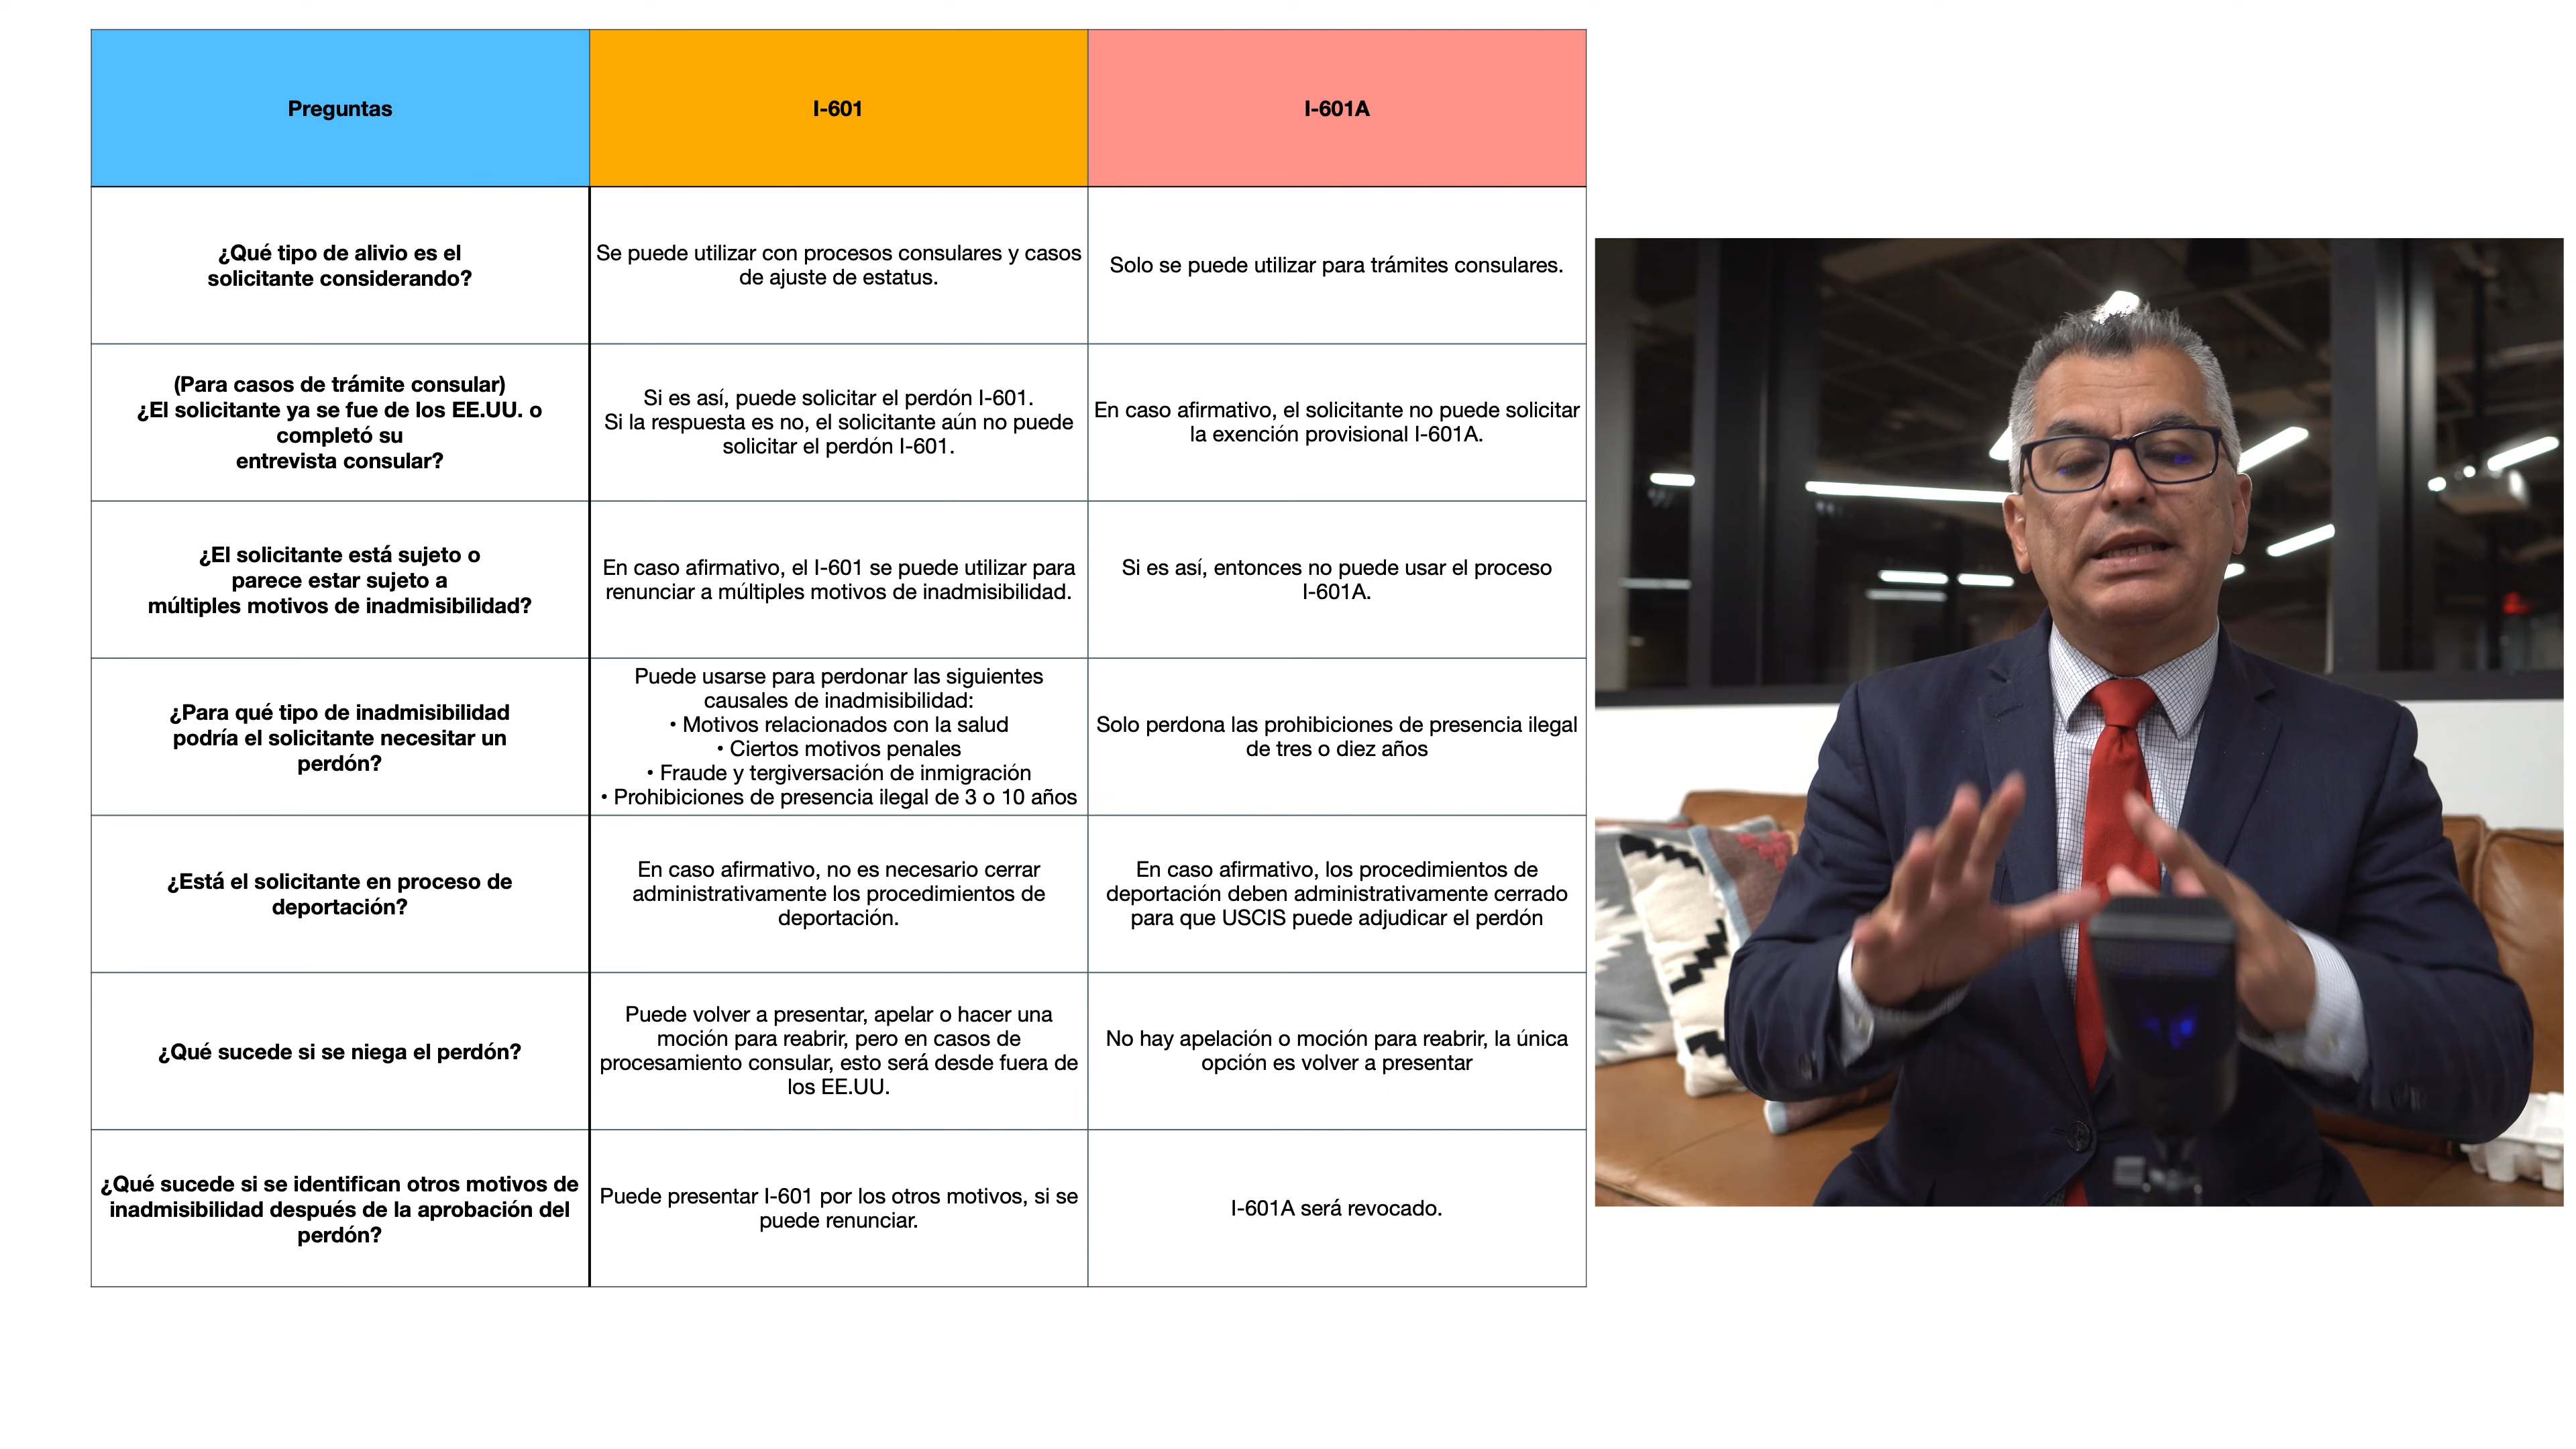 Preguntas
I-601
I-601A
¿Qué tipo de alivio es el
solicitante considerando?
Se puede utilizar con procesos consulares y casos
de ajuste de estatus.
Solo se puede utilizar para trámites consulares.
(Para casos de trámite consular)
¿El solicitante ya se fue de los EE.UU. o
completó su
entrevista consular?
Si es así, puede solicitar el perdón I-601.
Si la respuesta es no, el solicitante aún no puede
solicitar el perdón I-601.
En caso afirmativo, el solicitante no puede solicitar
la exención provisional I-601A.
¿El solicitante está sujeto o
parece estar sujeto a
múltiples motivos de inadmisibilidad?
En caso afirmativo, el I-601 se puede utilizar para
renunciar a múltiples motivos de inadmisibilidad.
Si es así, entonces no puede usar el proceso
I-601A.
¿Para qué tipo de inadmisibilidad
podría el solicitante necesitar un
perdón?
Puede usarse para perdonar las siguientes
causales de inadmisibilidad:
• Motivos relacionados con la salud
• Ciertos motivos penales
• Fraude y tergiversación de inmigración
• Prohibiciones de presencia ilegal de 3 o 10 años
Solo perdona las prohibiciones de presencia ilegal
de tres o diez años
¿Está el solicitante en proceso de
deportación?
En caso afirmativo, no es necesario cerrar
administrativamente los procedimientos de
deportación.
En caso afirmativo, los procedimientos de
deportación deben administrativamente cerrado
para que USCIS puede adjudicar el perdón
¿Qué sucede si se niega el perdón?
Puede volver a presentar, apelar o hacer una
moción para reabrir, pero en casos de
procesamiento consular, esto será desde fuera de
los EE.UU.
No hay apelación o moción para reabrir, la única
opción es volver a presentar
¿Qué sucede si se identifican otros motivos de
inadmisibilidad después de la aprobación del
perdón?
Puede presentar I-601 por los otros motivos, si se
puede renunciar.
I-601A será revocado.